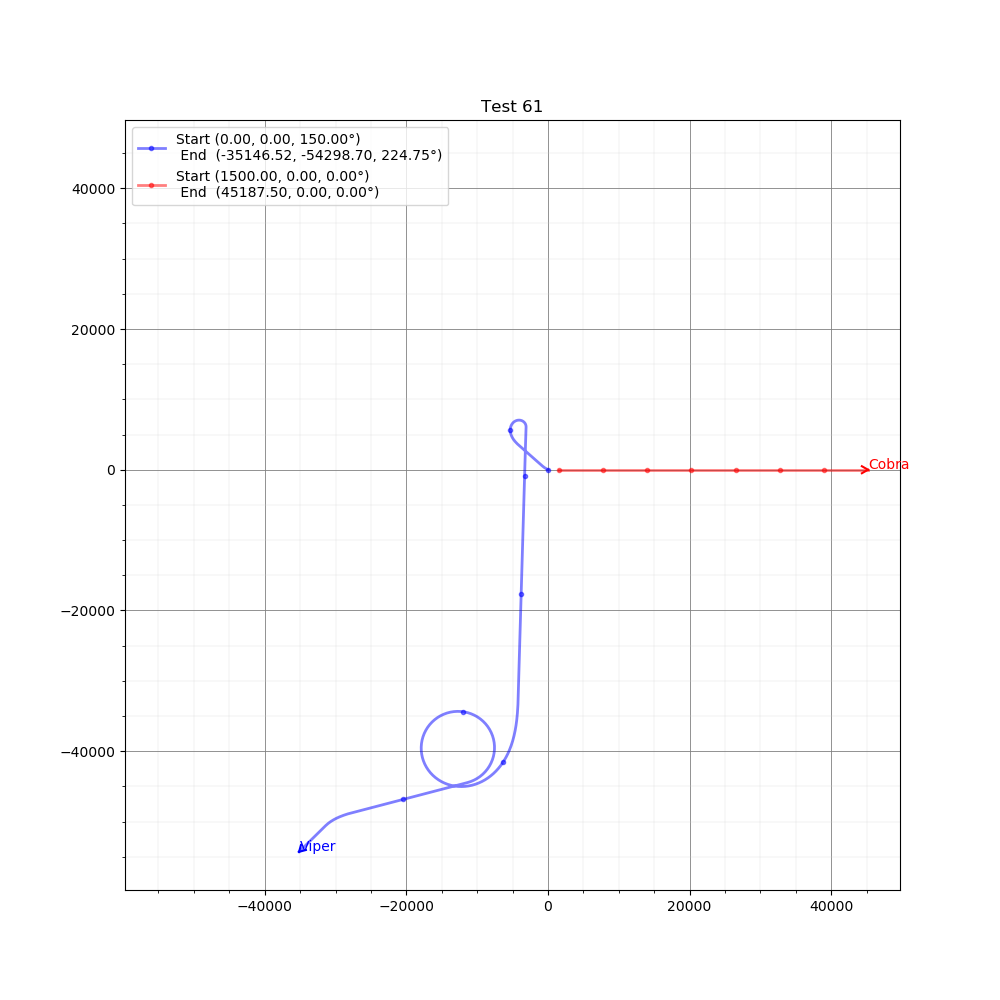 Test 61
Start (0.00, 0.00, 150.00°)
End (-35146.52, -54298.70, 224.75°)
Start (1500.00, 0.00, 0.00°)
End (45187.50, 0.00, 0.00°)
40000
20000
0
−20000
−40000
Cobra
Viper
−40000
−20000
0
20000
40000